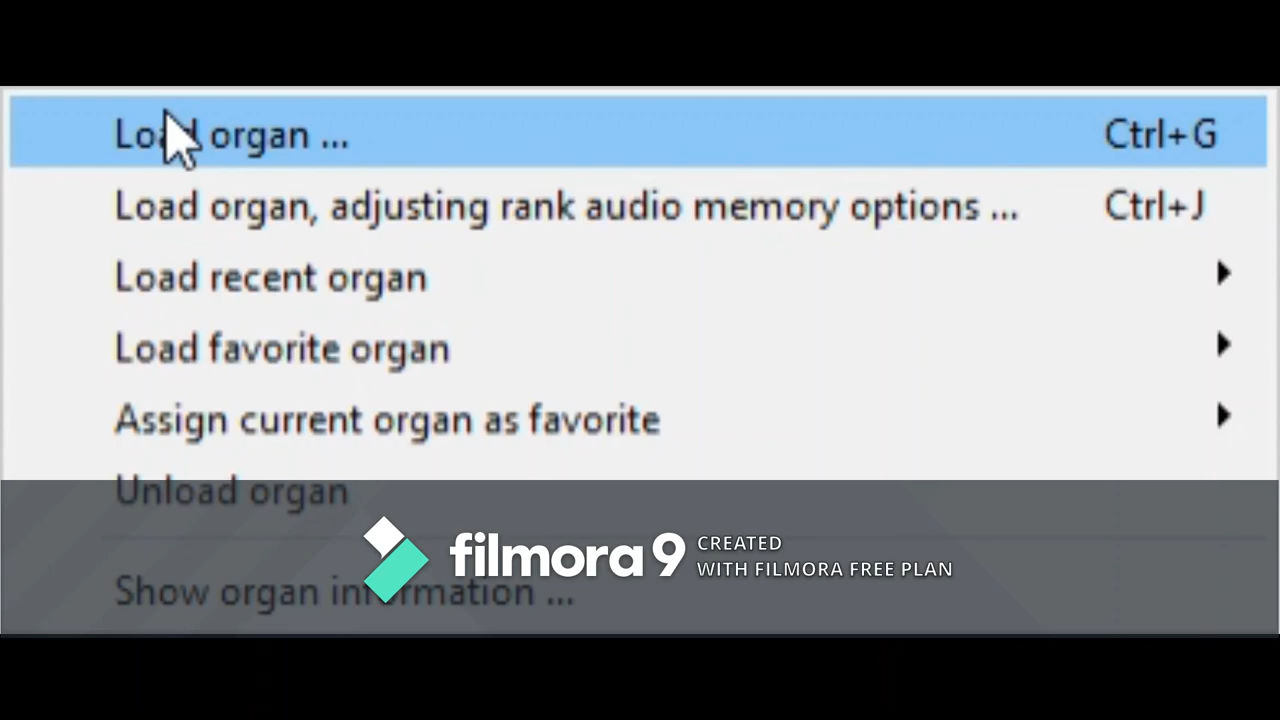 Load organ ... Ctrl+G
Load organ, adjusting rank audio memory options ... Ctrl+J
Load recent organ
Load favorite organ
Assign current organ as favorite
Unload organ
filmora9 CREATED
WITH FILMORA FREE PLAN
Show organ information ...